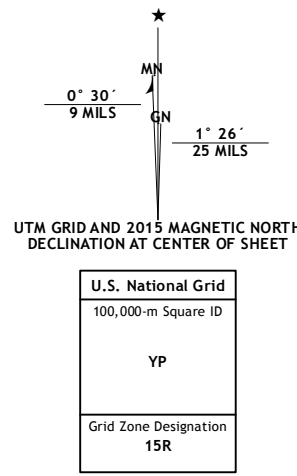 ★
MN
0° 30´
9 MILS
GN
1° 26´
25 MILS
UTM GRID AND 2015 MAGNETIC NORTH
DECLINATION AT CENTER OF SHEET
U.S. National Grid
100,000-m Square ID
YP
Grid Zone Designation
15R